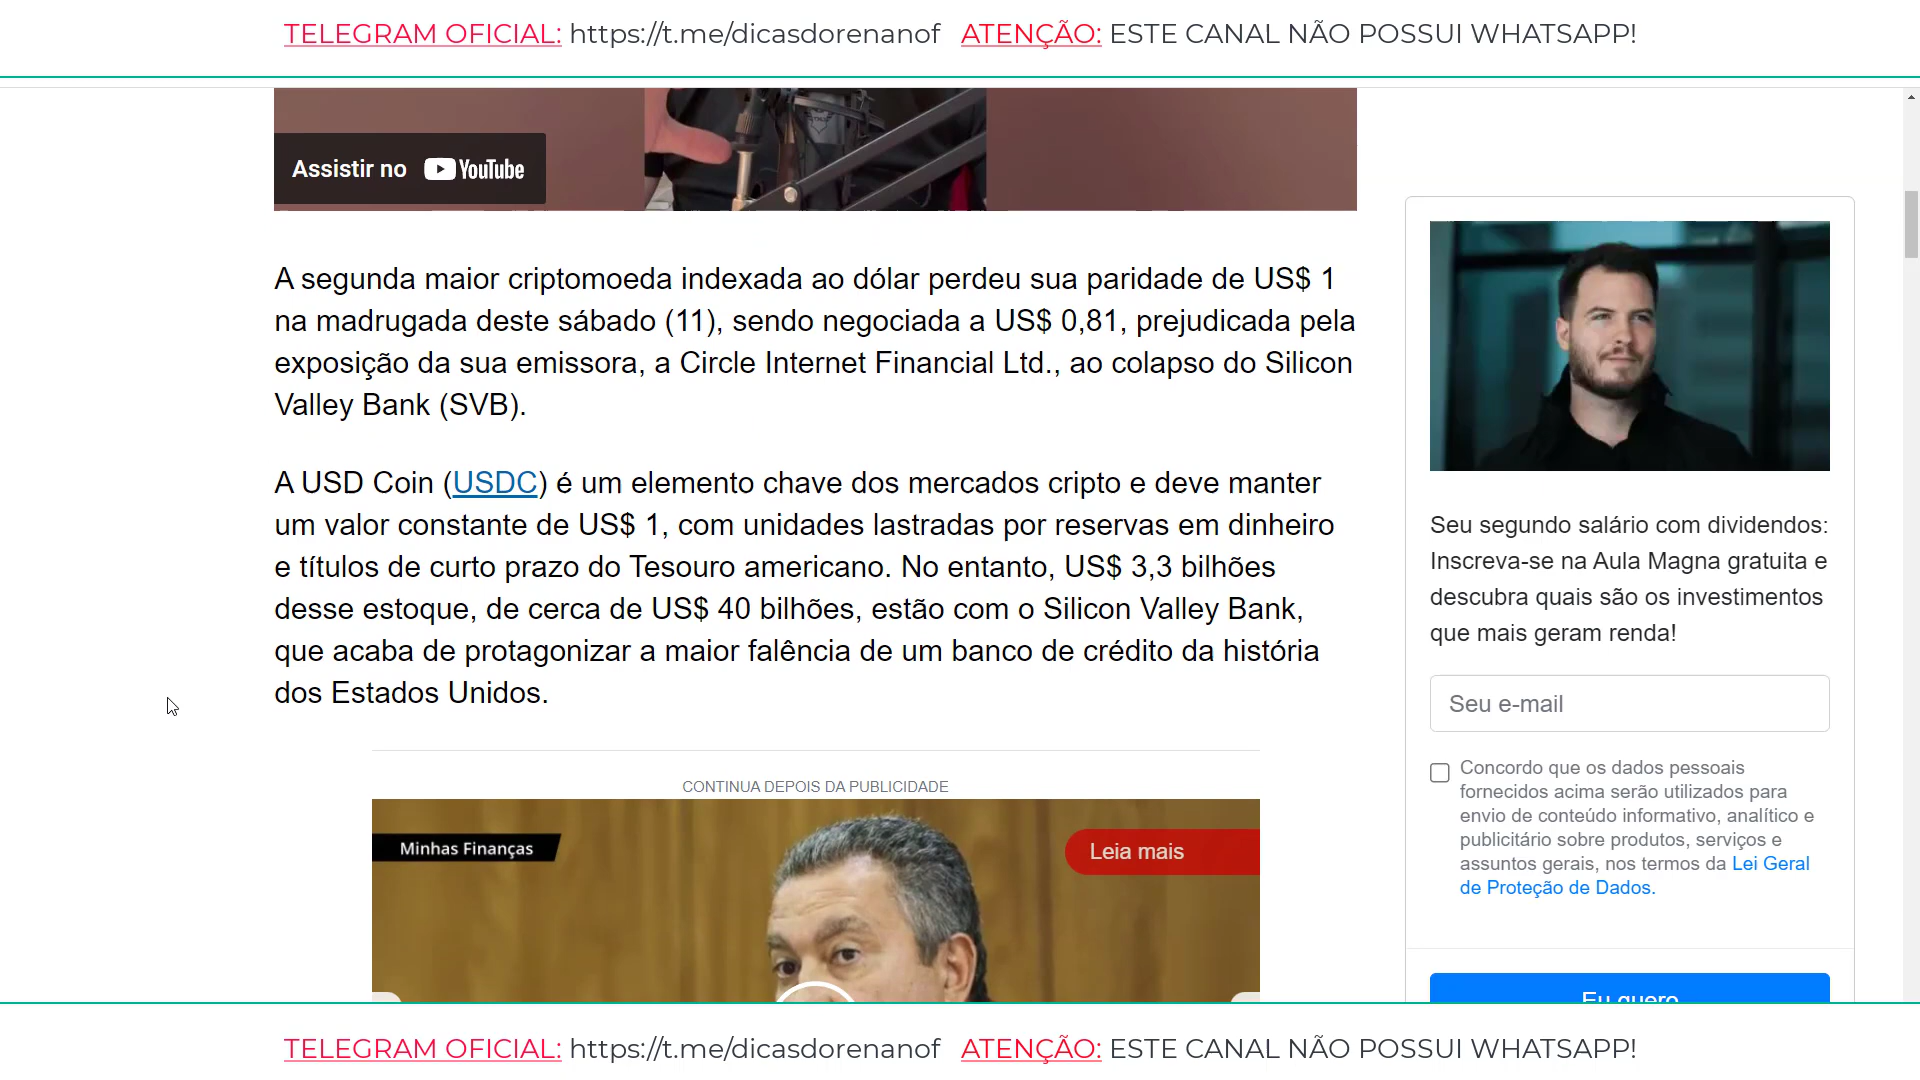 TELEGRAM OFICIAL: https://t.me/dicasdorenanof ATENÇÃO: ESTE CANAL NÃO POSSUI WHATSAPP!
Assistir no YouTube
A segunda maior criptomoeda indexada ao dólar perdeu sua paridade de US$ 1
na madrugada deste sábado (11), sendo negociada a US$ 0,81, prejudicada pela
exposição da sua emissora, a Circle Internet Financial Ltd., ao colapso do Silicon
Valley Bank (SVB).
A USD Coin (USDC) é um elemento chave dos mercados cripto e deve manter
um valor constante de US$ 1, com unidades lastradas por reservas em dinheiro
e títulos de curto prazo do Tesouro americano. No entanto, US$ 3,3 bilhões
desse estoque, de cerca de US$ 40 bilhões, estão com o Silicon Valley Bank,
que acaba de protagonizar a maior falência de um banco de crédito da história
dos Estados Unidos.
CONTINUA DEPOIS DA PUBLICIDADE
Minhas Finanças
Leia mais
Seu segundo salário com dividendos:
Inscreva-se na Aula Magna gratuita e
descubra quais são os investimentos
que mais geram renda!
Seu e-mail
Concordo que os dados pessoais
fornecidos acima serão utilizados para
envio de conteúdo informativo, analítico e
publicitário sobre produtos, serviços e
assuntos gerais, nos termos da Lei Geral
de Proteção de Dados.
Eu quero
TELEGRAM OFICIAL: https://t.me/dicasdorenanof ATENÇÃO: ESTE CANAL NÃO POSSUI WHATSAPP!